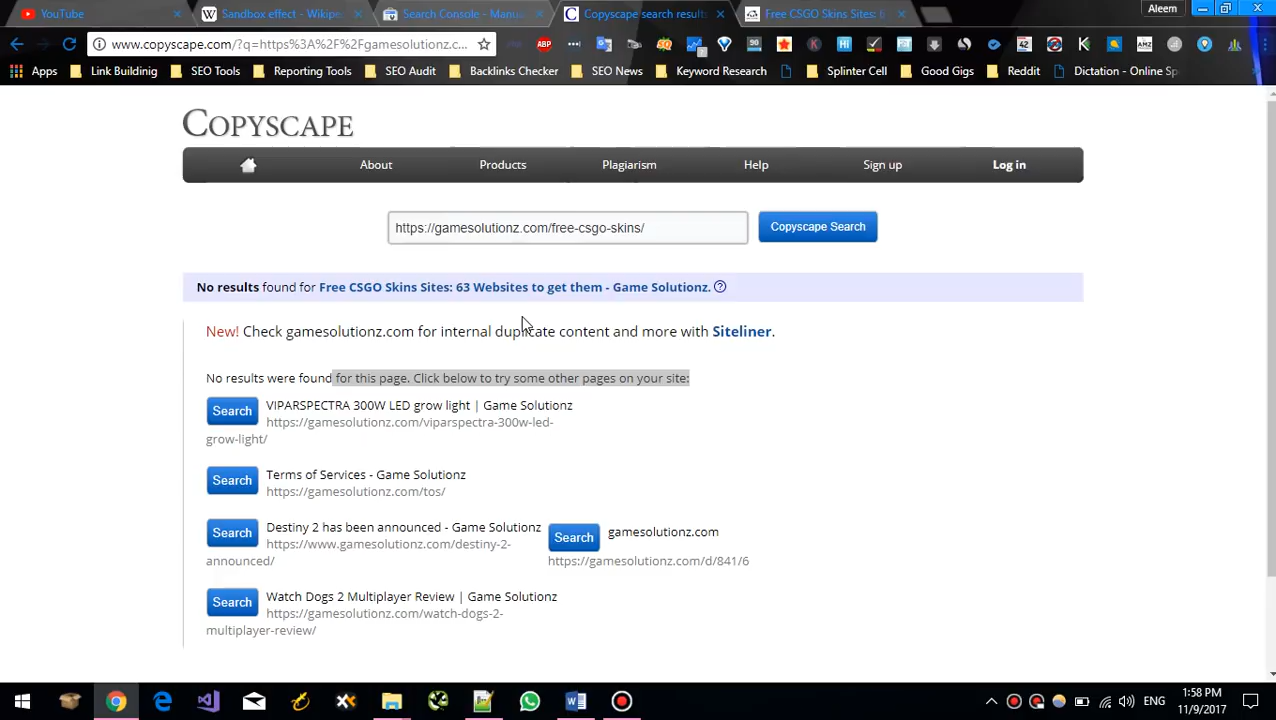 YouTube
Sandbox effect - Wikipe
Search Console - Manu
Copyscape search results
Free CSGO Skins Sites: 6
Aleem
www.copyscape.com/?q=https%3A%2F%2Fgamesolutionz.c...
Apps
Link Buildinig
SEO Tools
Reporting Tools
SEO Audit
Backlinks Checker
SEO News
Keyword Research
Splinter Cell
Good Gigs
Reddit
Dictation - Online Sp
COPYSCAPE
About
Products
Plagiarism
Help
Sign up
Log in
https://gamesolutionz.com/free-csgo-skins/
Copyscape Search
No results found for Free CSGO Skins Sites: 63 Websites to get them - Game Solutionz.
New! Check gamesolutionz.com for internal duplicate content and more with Siteliner.
No results were found for this page. Click below to try some other pages on your site:
Search
VIPARSPECTRA 300W LED grow light | Game Solutionz
https://gamesolutionz.com/viparspectra-300w-led-
grow-light/
Search
Terms of Services - Game Solutionz
https://gamesolutionz.com/tos/
Search
Destiny 2 has been announced - Game Solutionz
https://www.gamesolutionz.com/destiny-2-
announced/
Search
gamesolutionz.com
https://gamesolutionz.com/d/841/6
Search
Watch Dogs 2 Multiplayer Review | Game Solutionz
https://gamesolutionz.com/watch-dogs-2-
multiplayer-review/
ENG
1:58 PM
11/9/2017